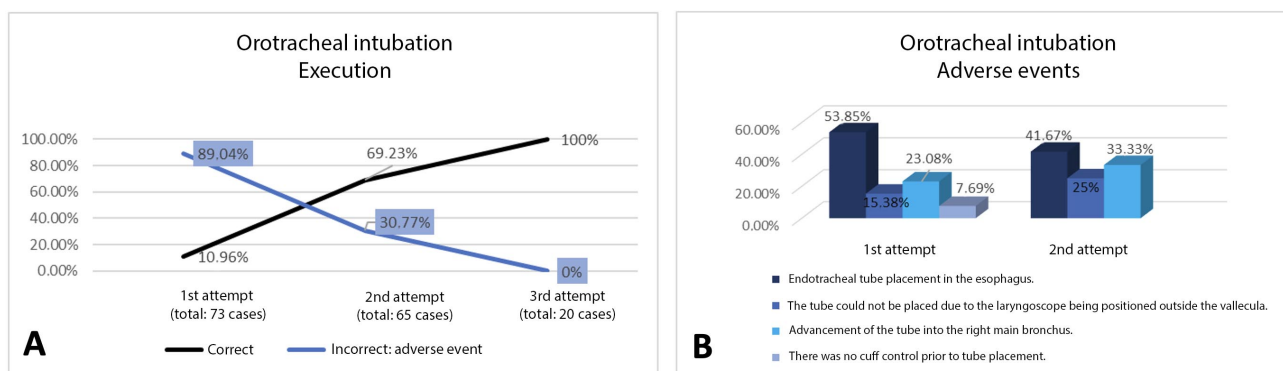 Orotracheal intubation
Execution
100.00%
80.00%
60.00%
40.00%
20.00%
0.00%
89.04%
69.23%
100%
10.96%
30.77%
0%
1st attempt
(total: 73 cases)
2nd attempt
(total: 65 cases)
3rd attempt
(total: 20 cases)
Correct
Incorrect: adverse event
A
Orotracheal intubation
Adverse events
60.00%
40.00%
20.00%
0.00%
53.85%
15.38%
23.08%
7.69%
41.67%
25%
33.33%
1st attempt
2nd attempt
Endotracheal tube placement in the esophagus.
The tube could not be placed due to the laryngoscope being positioned outside the vallecula.
Advancement of the tube into the right main bronchus.
There was no cuff control prior to tube placement.
B